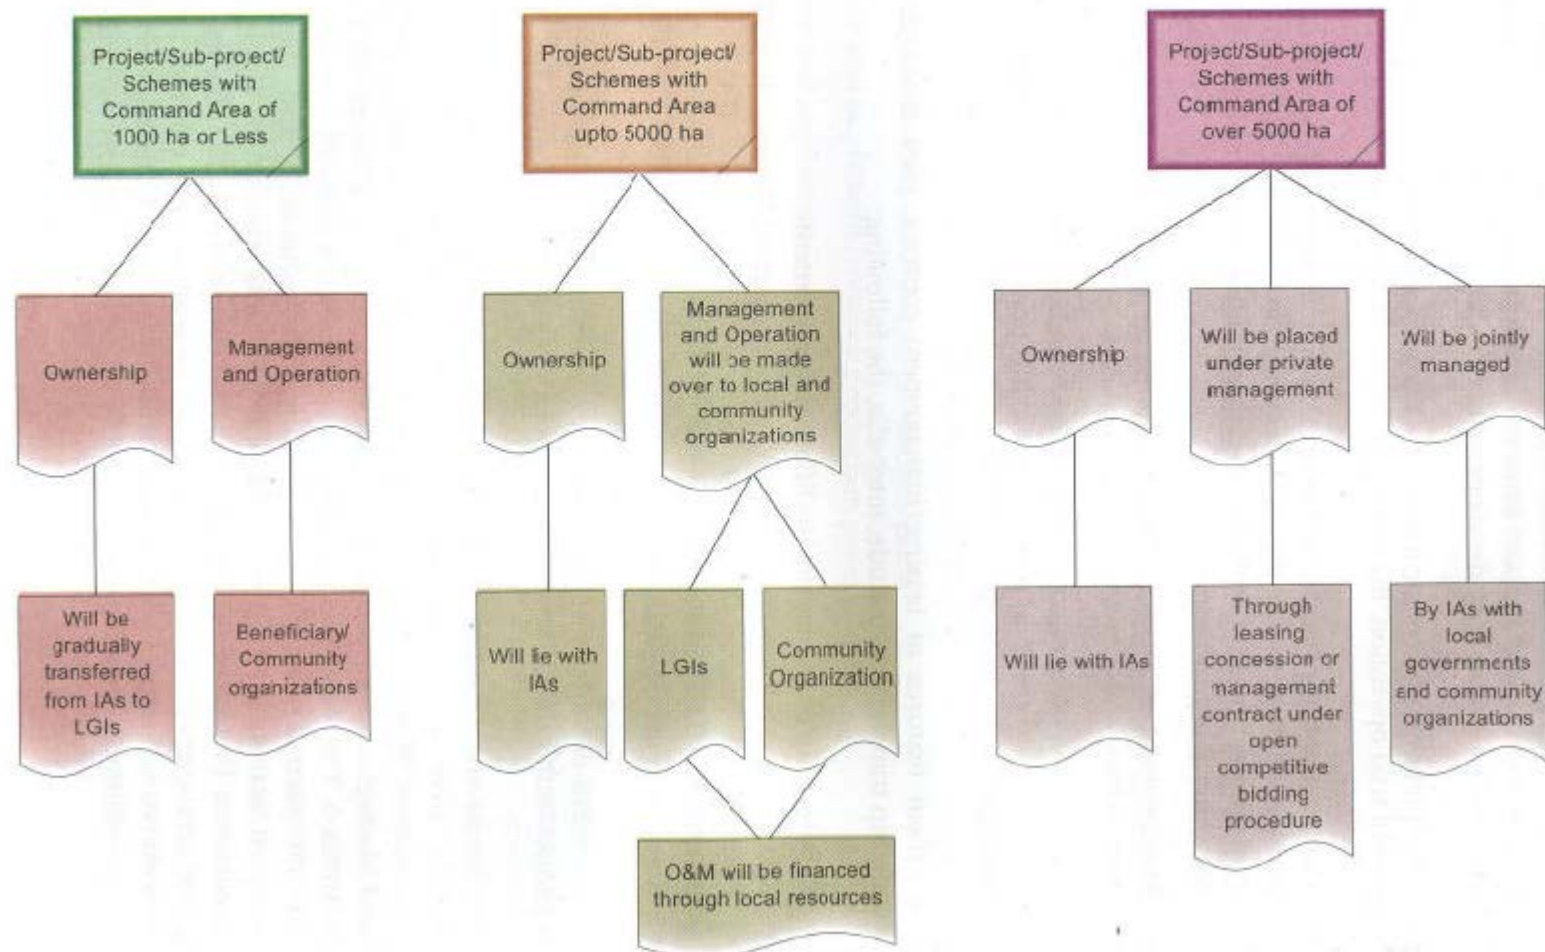 Project/Sub-project/
Schemes with
Command Area of
1000 ha or Less
Ownership
Management
and Operation
Will be
gradually
transferred
from IAs to
LGIs
Beneficiary/
Community
organizations
Project/Sub-project/
Schemes with
Command Area
upto 5000 ha
Ownership
Management
and Operation
will be made
over to local and
community
organizations
Will lie with
IAs
LGIs
Community
Organization
O&M will be financed
through local resources
Project/Sub-project/
Schemes with
Command Area of
over 5000 ha
Ownership
Will be placed
under private
management
Will be jointly
managed
Will lie with IAs
Through
leasing
concession or
management
contract under
open
competitive
bidding
procedure
By IAs with
local
governments
and community
organizations